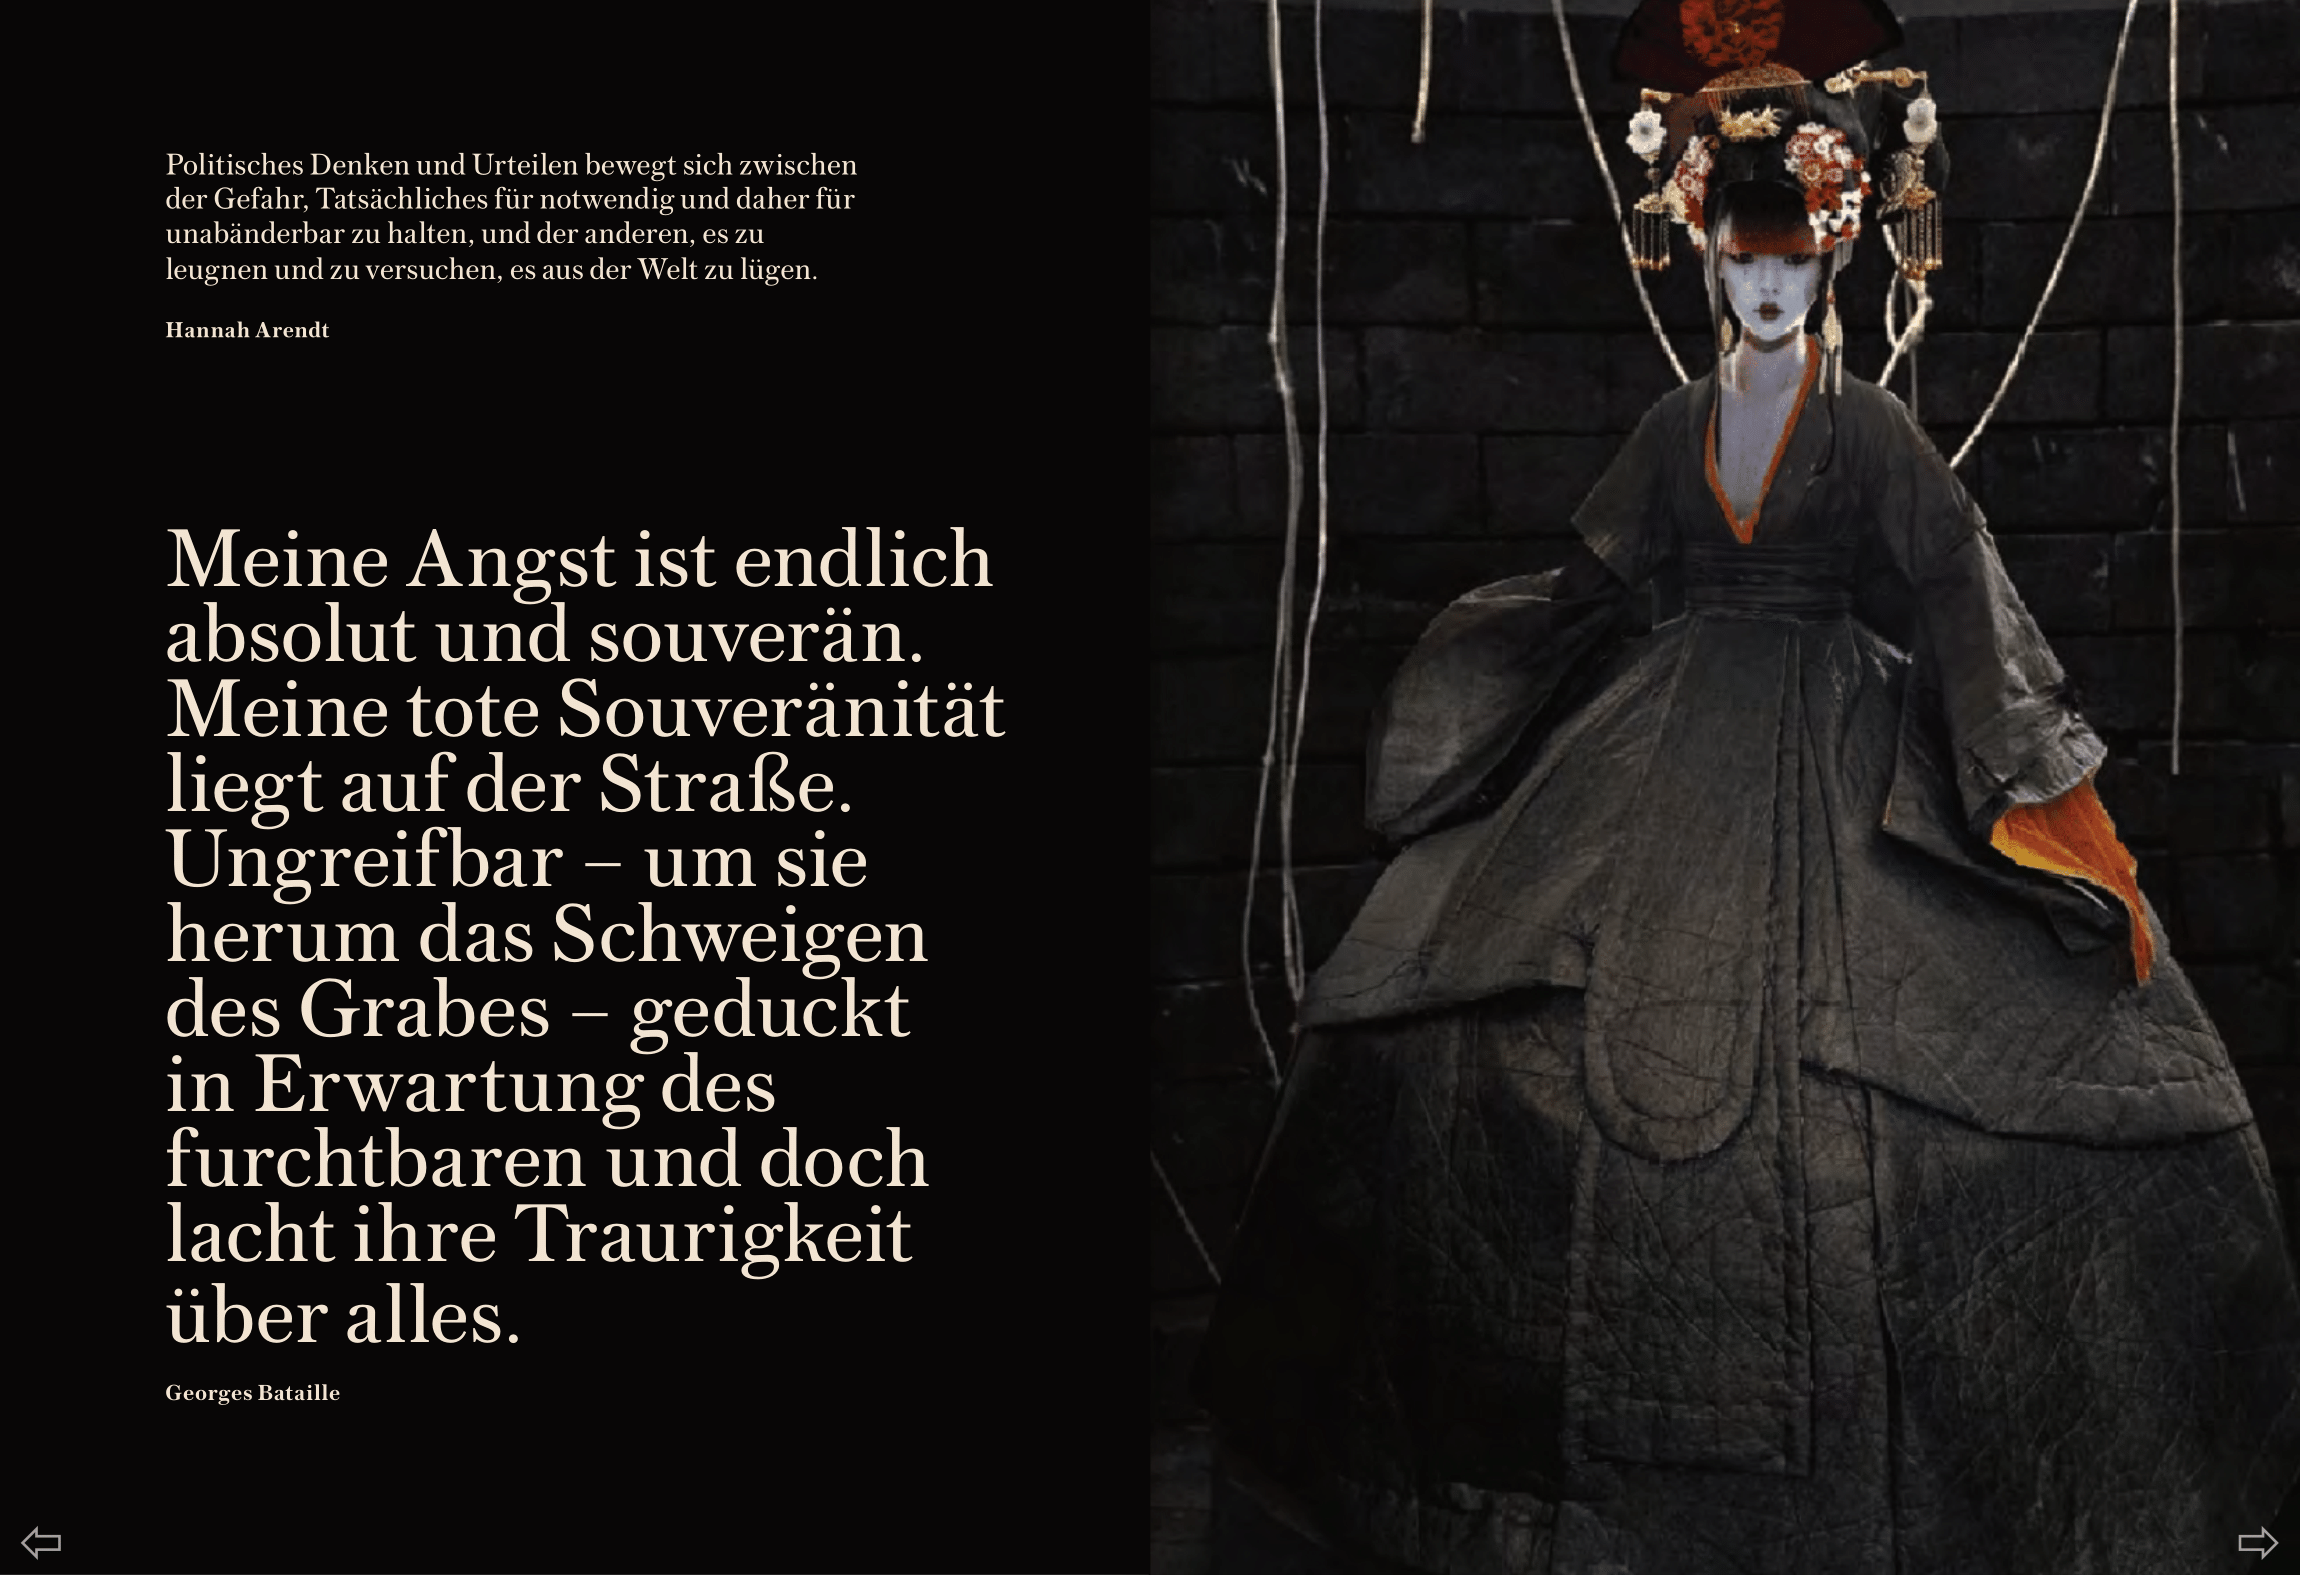 Politisches Denken und Urteilen bewegt sich zwischen
der Gefahr, Tatsächliches für notwendig und daher für
unabänderbar zu halten, und der anderen, es zu
leugnen und zu versuchen, es aus der Welt zu lügen.
Hannah Arendt
Meine Angst ist endlich
absolut und souverän.
Meine tote Souveränität
liegt auf der Straße.
Ungreifbar – um sie
herum das Schweigen
des Grabes – geduckt
in Erwartung des
furchtbaren und doch
lacht ihre Traurigkeit
über alles.
Georges Bataille